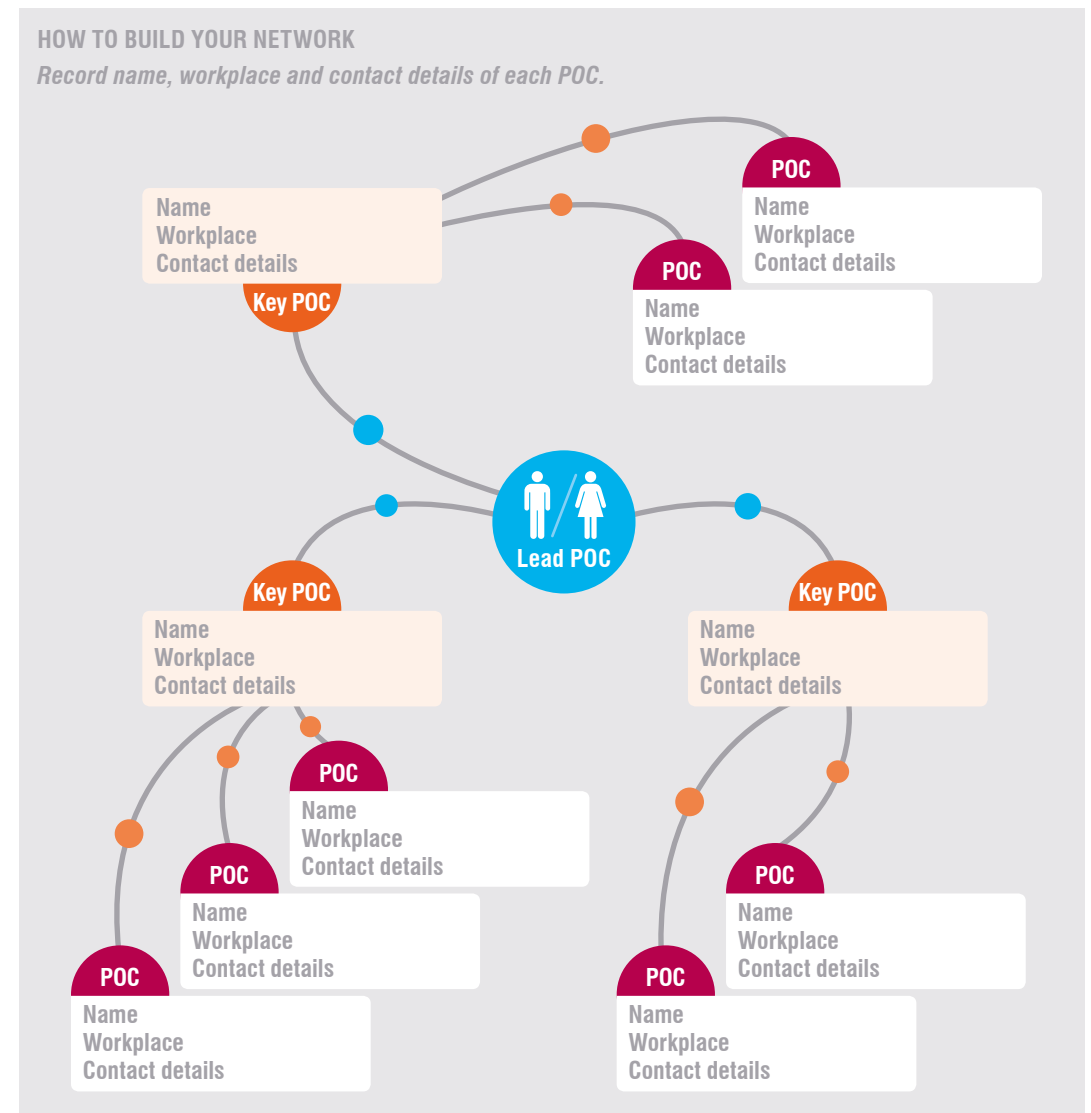 HOW TO BUILD YOUR NETWORK
Record name, workplace and contact details of each POC.
POC
Name
Workplace
Contact details
Name
Workplace
Contact details
Key POC
POC
Name
Workplace
Contact details
Lead POC
Key POC
Name
Workplace
Contact details
Key POC
Name
Workplace
Contact details
POC
Name
Workplace
Contact details
POC
Name
Workplace
Contact details
POC
Name
Workplace
Contact details
POC
Name
Workplace
Contact details
POC
Name
Workplace
Contact details